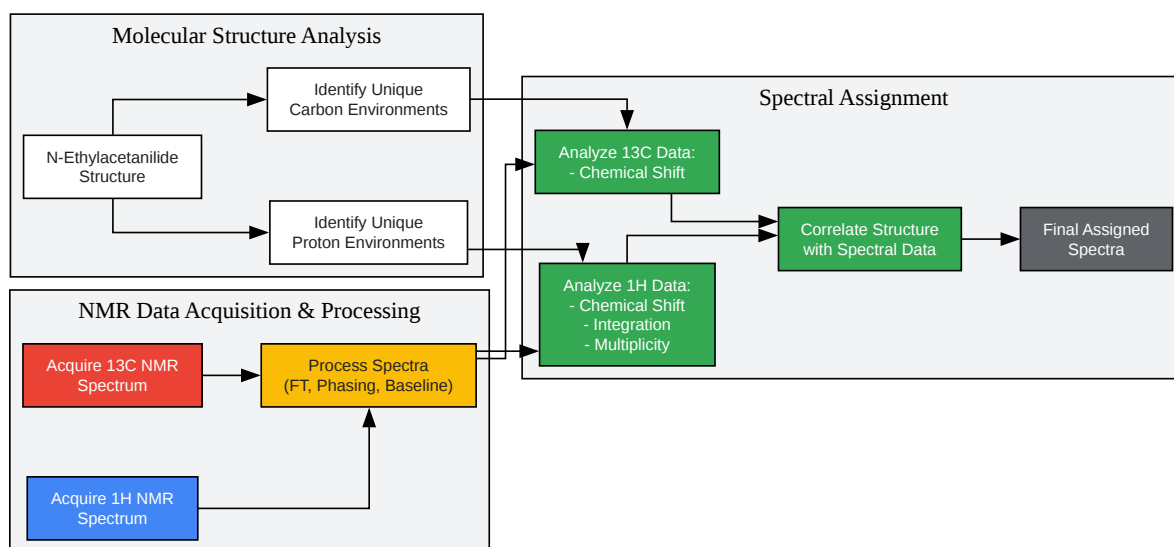 Molecular Structure Analysis
Identify Unique
Carbon Environments
N-Ethylacetanilide
Structure
Identify Unique
Proton Environments
NMR Data Acquisition & Processing
Acquire 13C NMR
Spectrum
Process Spectra
(FT, Phasing, Baseline)
Acquire 1H NMR
Spectrum
Spectral Assignment
Analyze 13C Data:
- Chemical Shift
Analyze 1H Data:
- Chemical Shift
- Integration
- Multiplicity
Correlate Structure
with Spectral Data
Final Assigned
Spectra